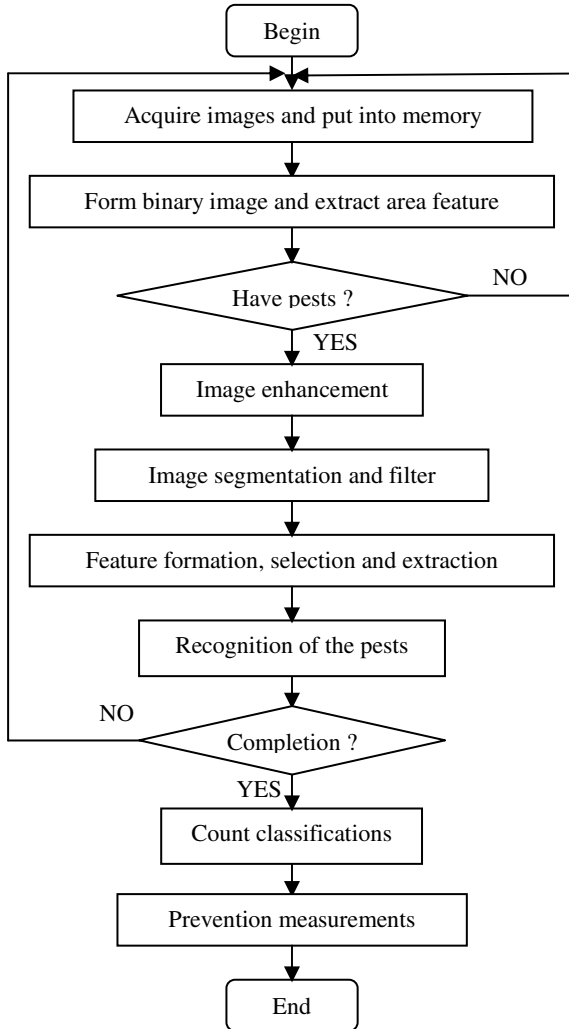 Begin
Acquire images and put into memory
Form binary image and extract area feature
Have pests ?
NO
YES
Image enhancement
Image segmentation and filter
Feature formation, selection and extraction
Recognition of the pests
NO
Completion ?
YES
Count classifications
Prevention measurements
End